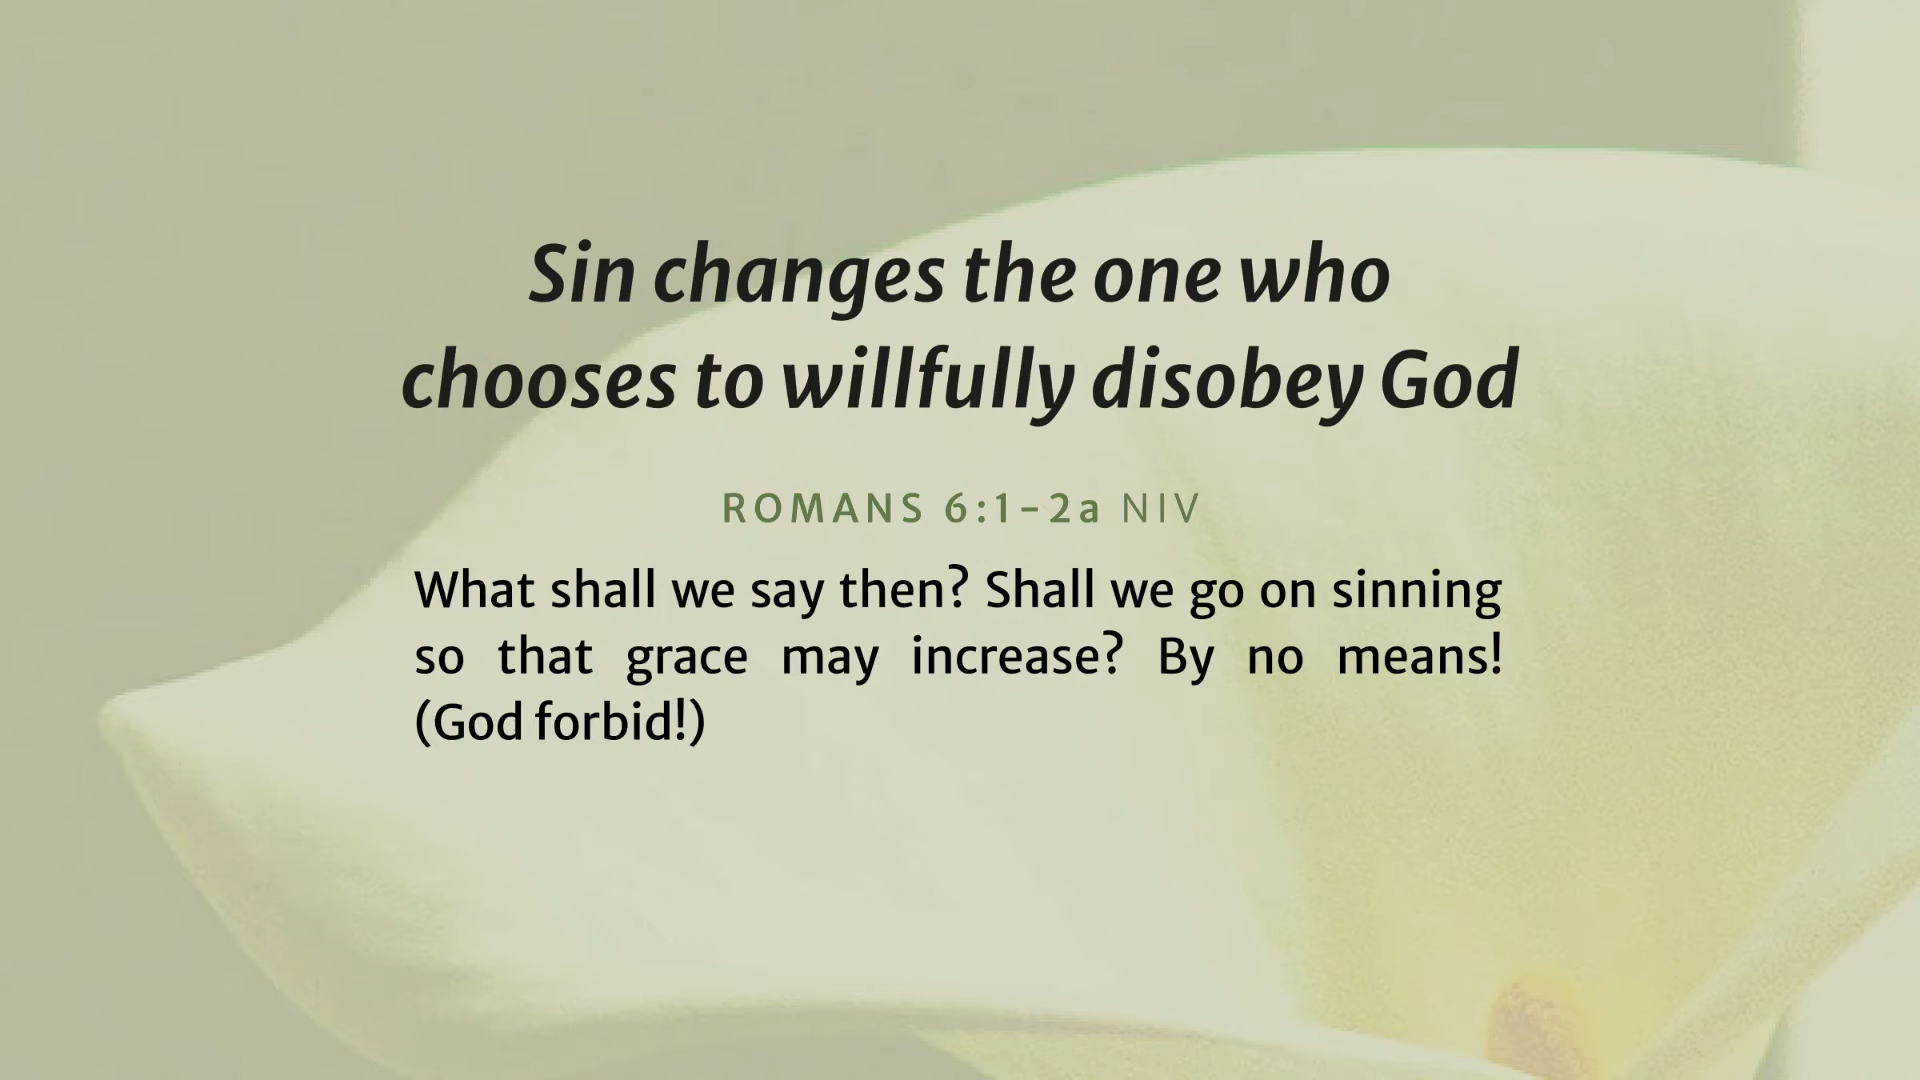 Sin changes the one who
chooses to willfully disobey God
ROMANS 6:1–2a NIV
What shall we say then? Shall we go on sinning
so that grace may increase? By no means!
(God forbid!)